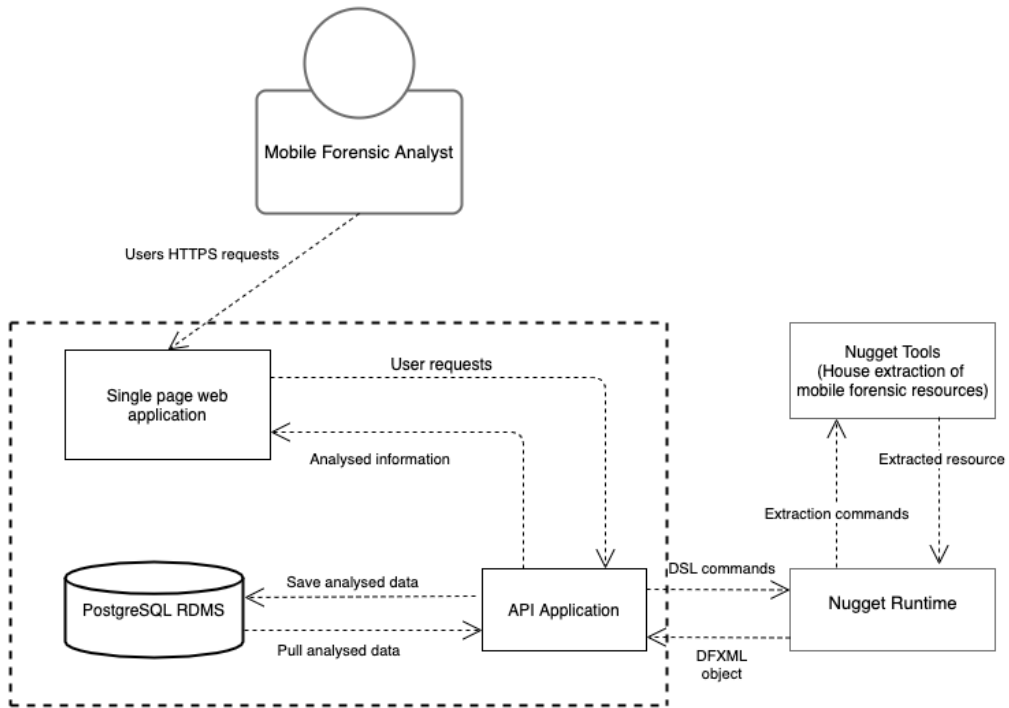 Mobile Forensic Analyst
Users HTTPS requests
Single page web
application
User requests
Analysed information
Nugget Tools
(House extraction of
mobile forensic resources)
Extracted resource
Extraction commands
PostgreSQL RDMS
Save analysed data
Pull analysed data
API Application
DSL commands
DFXML
object
Nugget Runtime